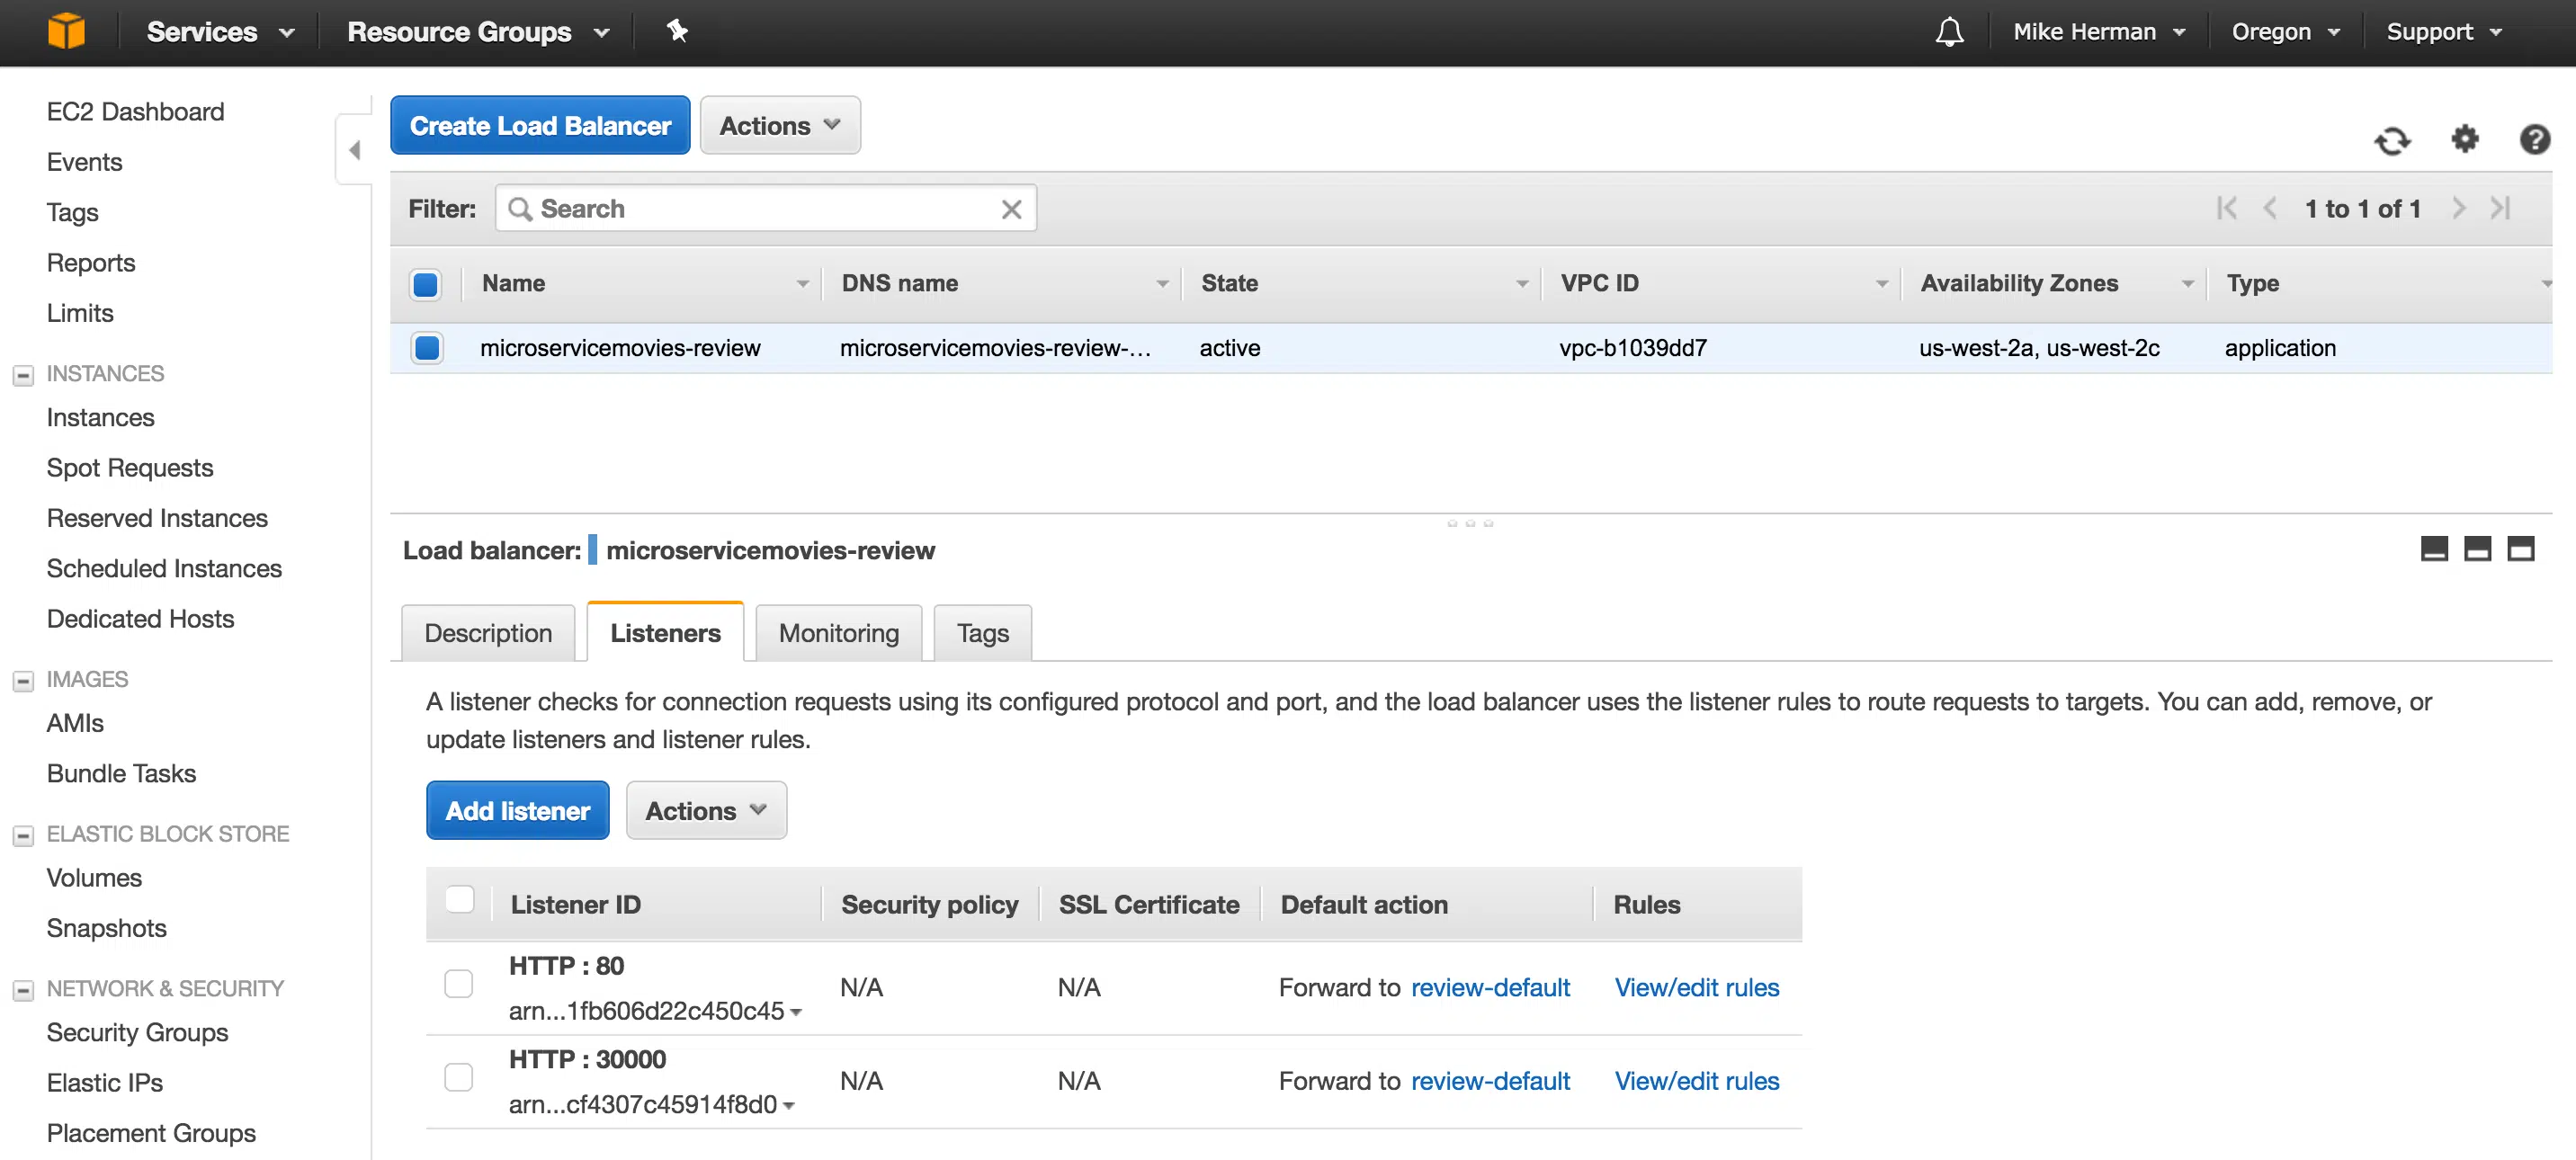 Services Resource Groups Mike Herman Oregon Support
EC2 Dashboard
Events
Tags
Reports
Limits
INSTANCES
Instances
Spot Requests
Reserved Instances
Scheduled Instances
Dedicated Hosts
IMAGES
AMIs
Bundle Tasks
ELASTIC BLOCK STORE
Volumes
Snapshots
NETWORK & SECURITY
Security Groups
Elastic IPs
Placement Groups
Create Load Balancer Actions
Filter: Search 1 to 1 of 1
Name DNS name State VPC ID Availability Zones Type
microservicemovies-review microservicemovies-review-... active vpc-b1039dd7 us-west-2a, us-west-2c application
Load balancer: microservicemovies-review
Description Listeners Monitoring Tags
A listener checks for connection requests using its configured protocol and port, and the load balancer uses the listener rules to route requests to targets. You can add, remove, or
update listeners and listener rules.
Add listener Actions
Listener ID Security policy SSL Certificate Default action Rules
HTTP : 80
arn...1fb606d22c450c45 N/A N/A Forward to review-default View/edit rules
HTTP : 30000
arn...cf4307c45914f8d0 N/A N/A Forward to review-default View/edit rules